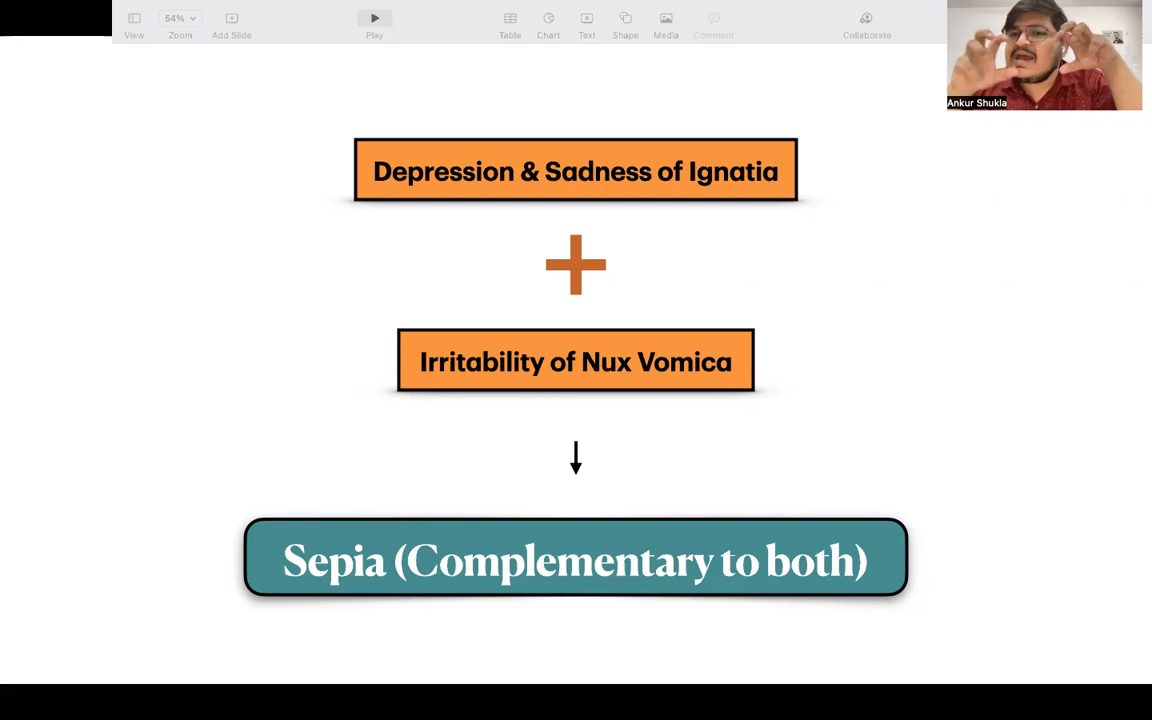 54%
View
Zoom
Add Slide
Play
Table
Chart
Text
Shape
Media
Comment
Collaborate
Ankur Shukla
Depression & Sadness of Ignatia
Irritability of Nux Vomica
Sepia (Complementary to both)